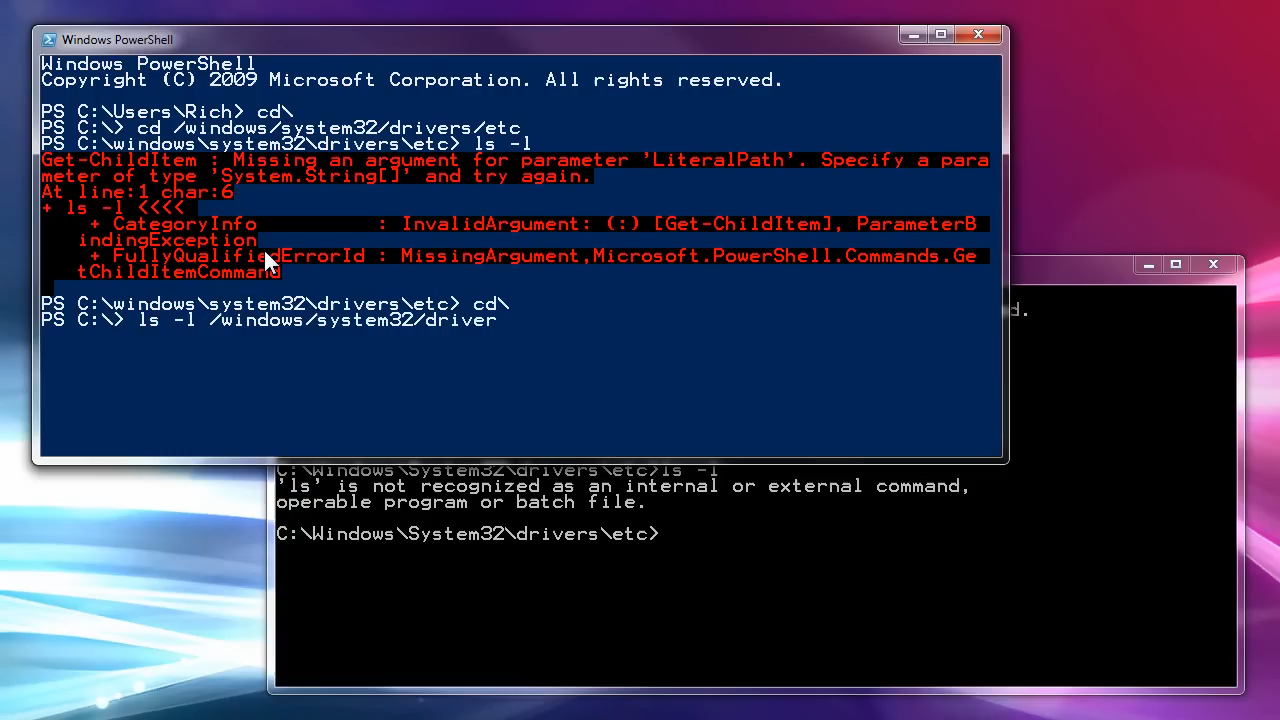 Windows PowerShell
Windows PowerShell
Copyright (C) 2009 Microsoft Corporation. All rights reserved.
PS C:\Users\Rich> cd\
PS C:\> cd /windows/system32/drivers/etc
PS C:\windows\system32\drivers\etc> ls -l
Get-ChildItem : Missing an argument for parameter 'LiteralPath'. Specify a para
meter of type 'System.String[]' and try again.
At line:1 char:6
+ ls -l <<<<
+ CategoryInfo : InvalidArgument: (:) [Get-ChildItem], ParameterB
indingException
+ FullyQualifiedErrorId : MissingArgument,Microsoft.PowerShell.Commands.Ge
tChildItemCommand
PS C:\windows\system32\drivers\etc> cd\
PS C:\> ls -l /windows/system32/driver
d.
C:\Windows\System32\drivers\etc>ls -l
'ls' is not recognized as an internal or external command,
operable program or batch file.
C:\Windows\System32\drivers\etc>